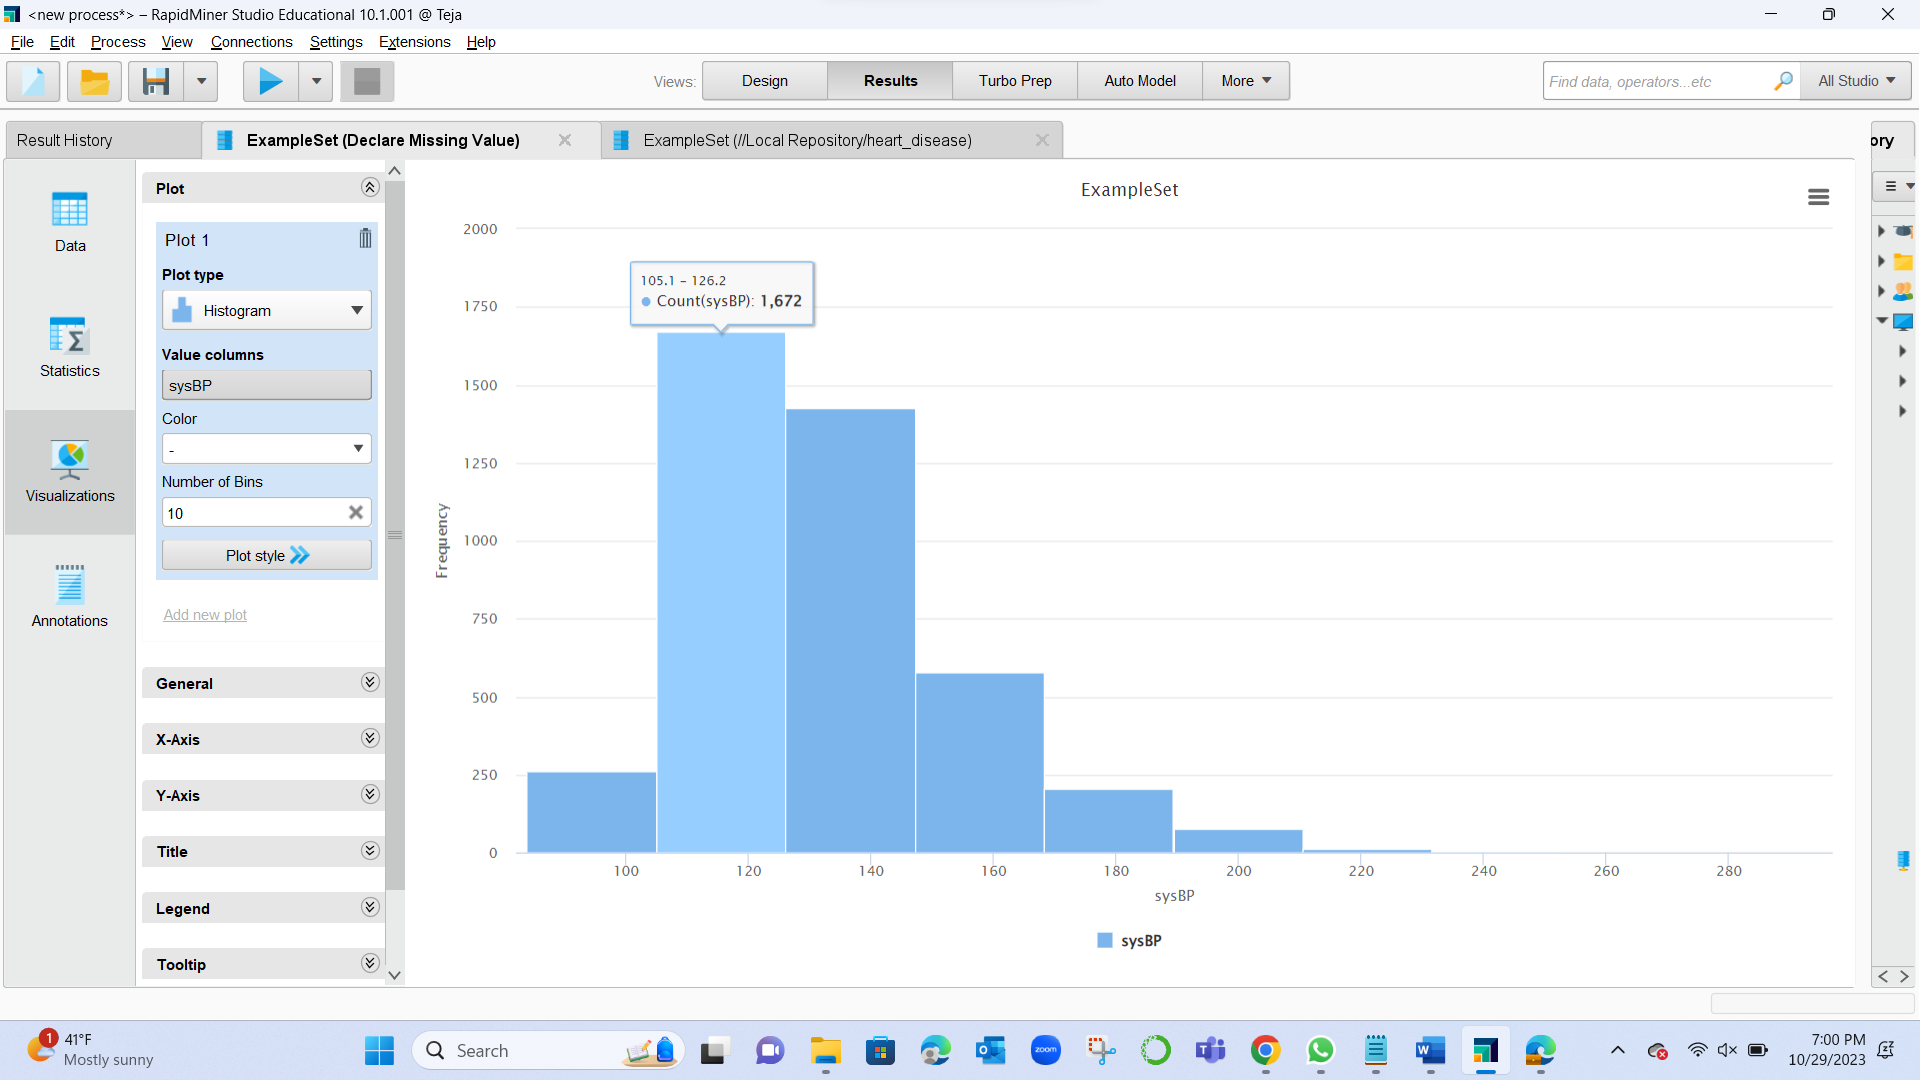 <new process*> – RapidMiner Studio Educational 10.1.001 @ Teja
File Edit Process View Connections Settings Extensions Help
Views: Design Results Turbo Prep Auto Model More
Find data, operators...etc All Studio
Result History
ExampleSet (Declare Missing Value)
ExampleSet (//Local Repository/heart_disease)
ory
Data
Statistics
Visualizations
Annotations
Plot
Plot 1
Plot type
Histogram
Value columns
sysBP
Color
-
Number of Bins
10
Plot style
Add new plot
General
X-Axis
Y-Axis
Title
Legend
Tooltip
ExampleSet
2000
1750
1500
1250
1000
750
500
250
0
Frequency
105.1 – 126.2
Count(sysBP): 1,672
100 120 140 160 180 200 220 240 260 280
sysBP
sysBP
1
41°F
Mostly sunny
Search
zoom
7:00 PM
10/29/2023